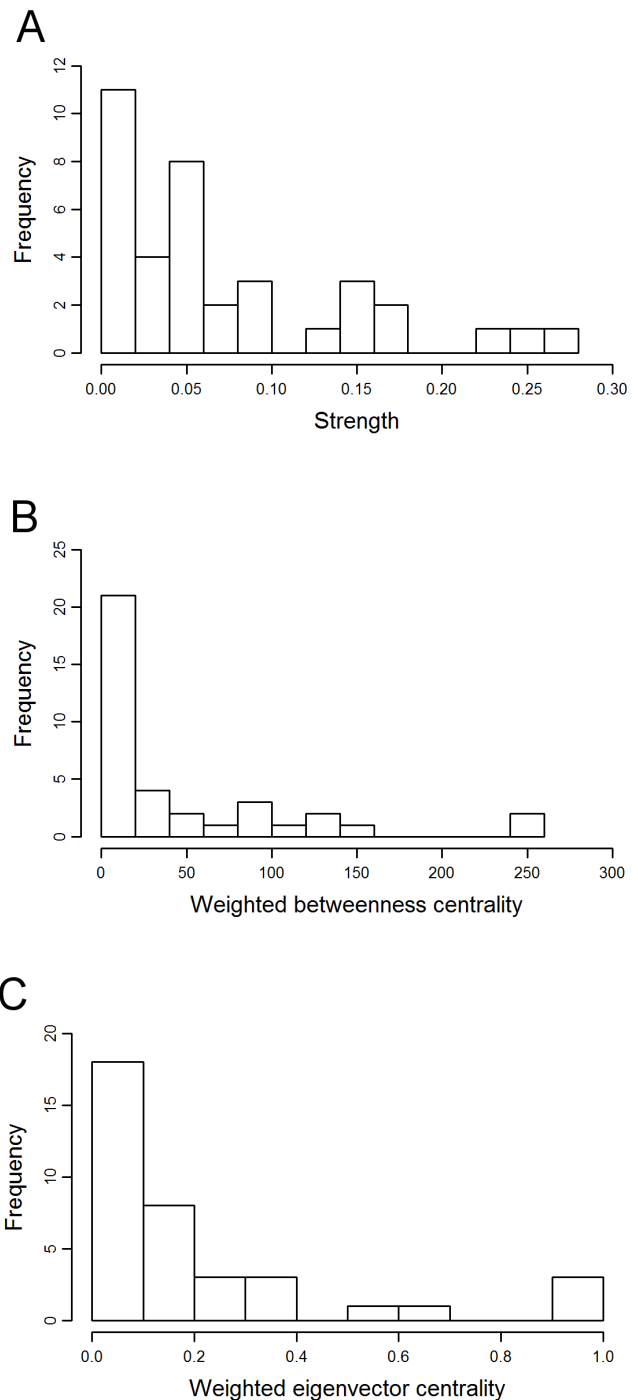 A
12
10
8
6
4
2
0
Frequency
0.00 0.05 0.10 0.15 0.20 0.25 0.30
Strength
B
25
20
15
10
5
0
Frequency
0 50 100 150 200 250 300
Weighted betweenness centrality
C
20
15
10
5
0
Frequency
0.0 0.2 0.4 0.6 0.8 1.0
Weighted eigenvector centrality